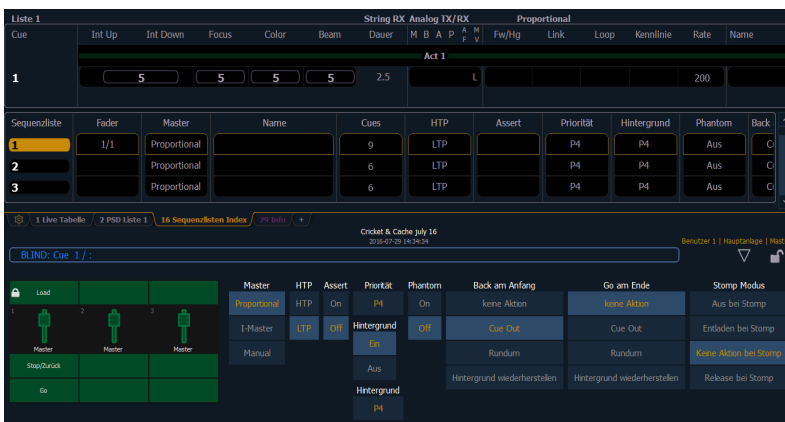 Liste 1 String RX Analog TX/RX Proportional
Cue Int Up Int Down Focus Color Beam Dauer M B A P A F M V Fw/Hg Link Loop Kennlinie Rate Name
Act 1
1 5 5 5 5 2.5 L 200
Sequenzliste Fader Master Name Cues HTP Assert Priorität Hintergrund Phantom Back
1 1/1 Proportional 9 LTP P4 P4 Aus
2 Proportional 6 LTP P4 P4 Aus
3 Proportional 6 LTP P4 P4 Aus
1 Live Tabelle 2 PSD Liste 1 16 Sequenzlisten Index 29 Info +
Cricket & Cache july 16
2016-07-29 14:34:34
Benutzer 1 | Hauptanlage | Mast
BLIND: Cue 1 / :
Master HTP Assert Priorität Phantom Back am Anfang Go am Ende Stomp Modus
Load
Proportional HTP On P4 On keine Aktion keine Aktion Aus bei Stomp
1 2 3
I-Master LTP Off Hintergrund Off Cue Out Cue Out Entladen bei Stomp
Ein
Master Master Master
Manual Rundum Rundum Keine Aktion bei Stomp
Stop/Zurück
Aus
Hintergrund wiederherstellen Hintergrund wiederherstellen Release bei Stomp
Go
Hintergrund
P4